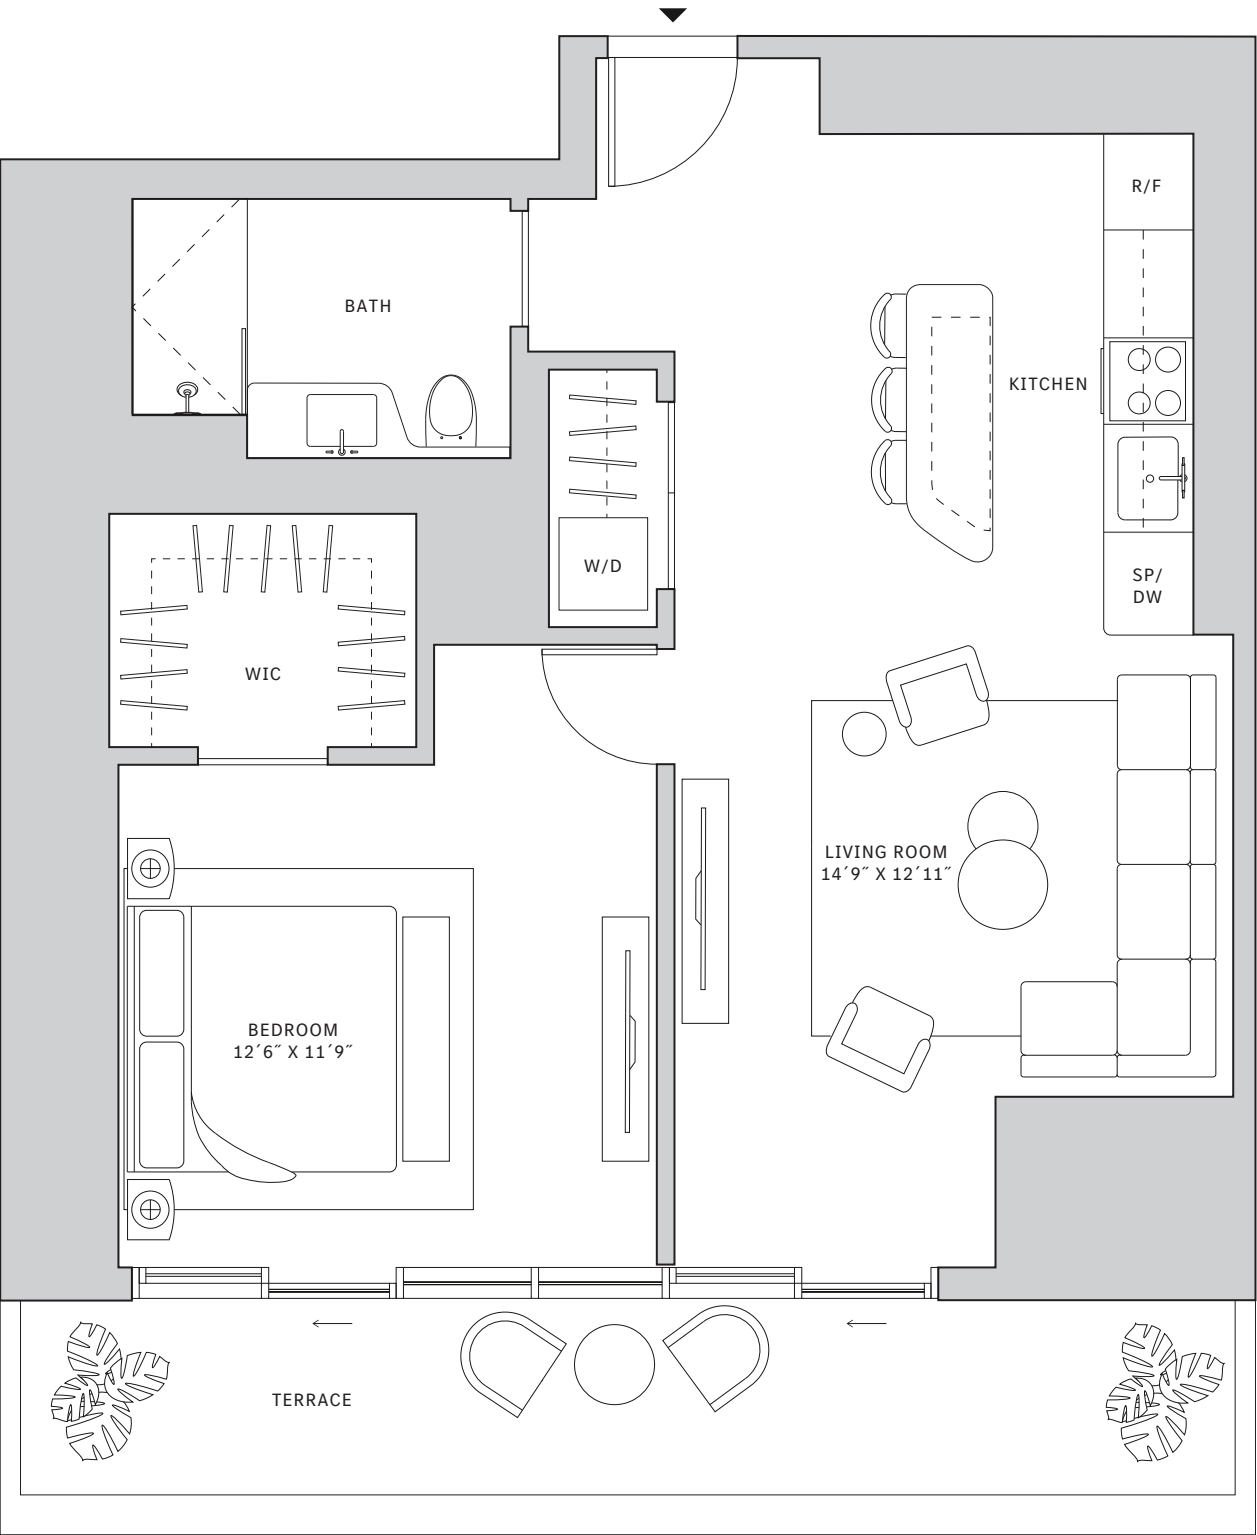 R/F
BATH
KITCHEN
W/D
SP/
DW
WIC
LIVING ROOM
14´9˝ X 12´11˝
BEDROOM
12´6˝ X 11´9˝
TERRACE